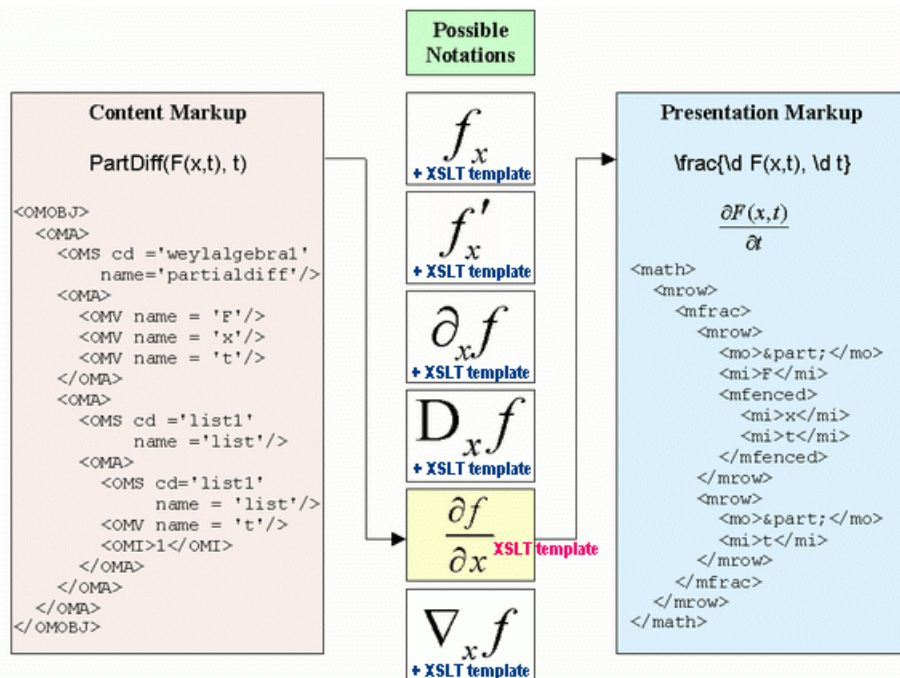 Possible
Notations
Content Markup
PartDiff(F(x,t), t)
<OMOBJ>
<OMA>
<OMS cd ='weylalgebra1'
name='partialdiff'/>
<OMA>
<OMV name = 'F'/>
<OMV name = 'x'/>
<OMV name = 't'/>
</OMA>
<OMA>
<OMS cd ='list1'
name ='list'/>
<OMA>
<OMS cd='list1'
name = 'list'/>
<OMV name = 't'/>
<OMI>1</OMI>
</OMA>
</OMA>
</OMA>
</OMOBJ>
fₓ
+ XSLT template
f′ₓ
+ XSLT template
∂ₓf
+ XSLT template
Dₓf
+ XSLT template
∂f
∂x
XSLT template
∇ₓf
+ XSLT template
Presentation Markup
\frac{\d F(x,t), \d t}
∂F(x,t)
∂t
<math>
<mrow>
<mfrac>
<mrow>
<mo>&part;</mo>
<mi>F</mi>
<mfenced>
<mi>x</mi>
<mi>t</mi>
</mfenced>
</mrow>
<mrow>
<mo>&part;</mo>
<mi>t</mi>
</mrow>
</mfrac>
</mrow>
</math>